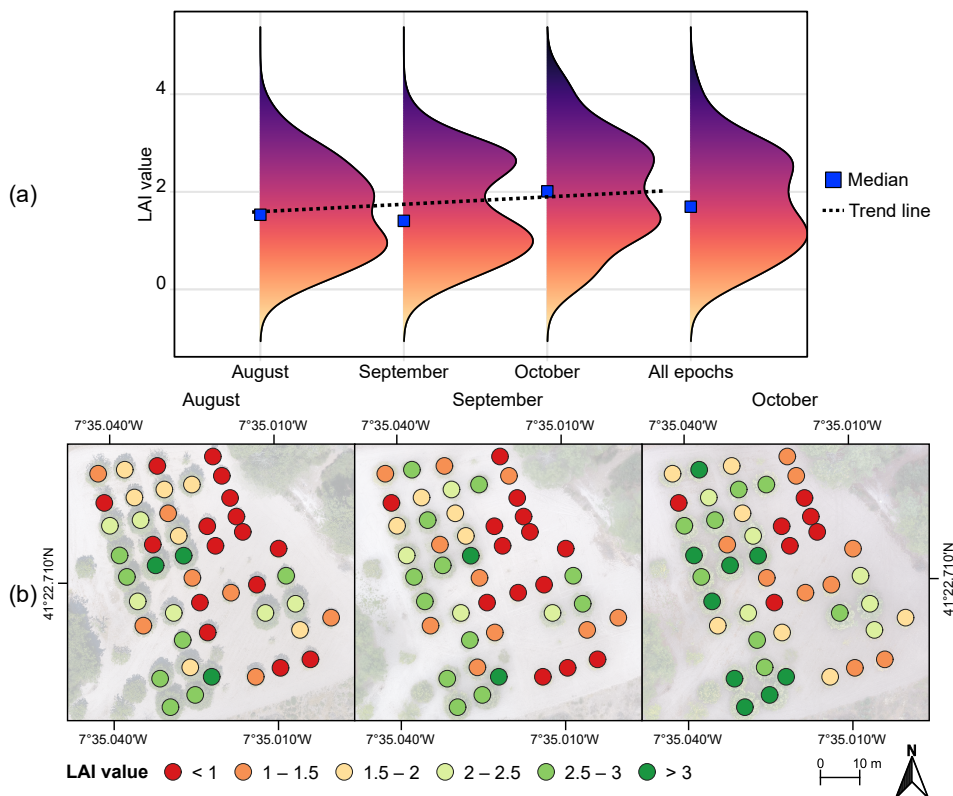 (a)
LAI value
4
2
0
August September October All epochs
Median
Trend line
(b)
August September October
7°35.040'W 7°35.010'W 7°35.040'W 7°35.010'W 7°35.040'W 7°35.010'W
41°22.710'N 41°22.710'N
7°35.040'W 7°35.010'W 7°35.040'W 7°35.010'W 7°35.040'W 7°35.010'W
LAI value < 1 1 – 1.5 1.5 – 2 2 – 2.5 2.5 – 3 > 3
0 10 m
N